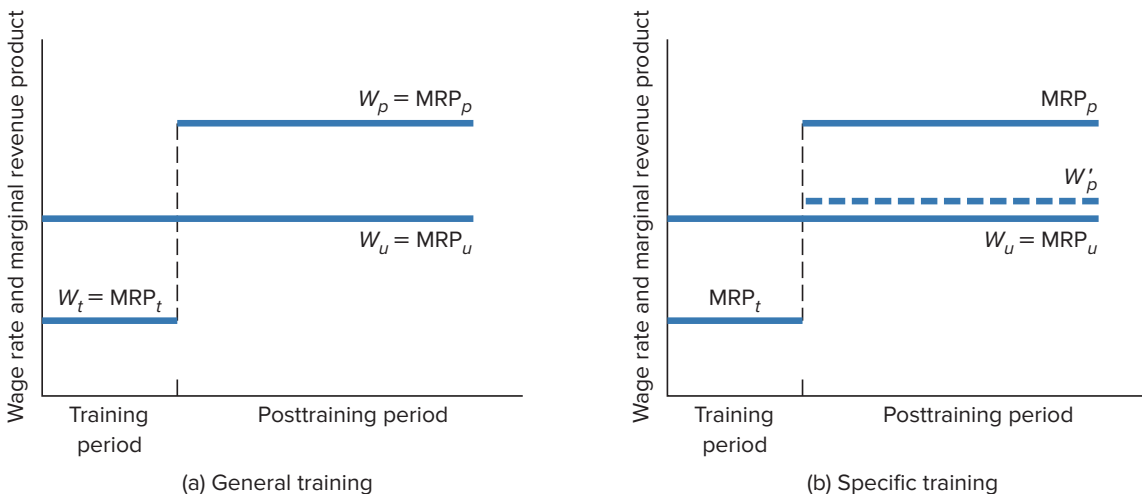 Wage rate and marginal revenue product
W_p = MRP_p
W_u = MRP_u
W_t = MRP_t
Training
period
Posttraining period
(a) General training
Wage rate and marginal revenue product
MRP_p
W'_p
W_u = MRP_u
MRP_t
Training
period
Posttraining period
(b) Specific training